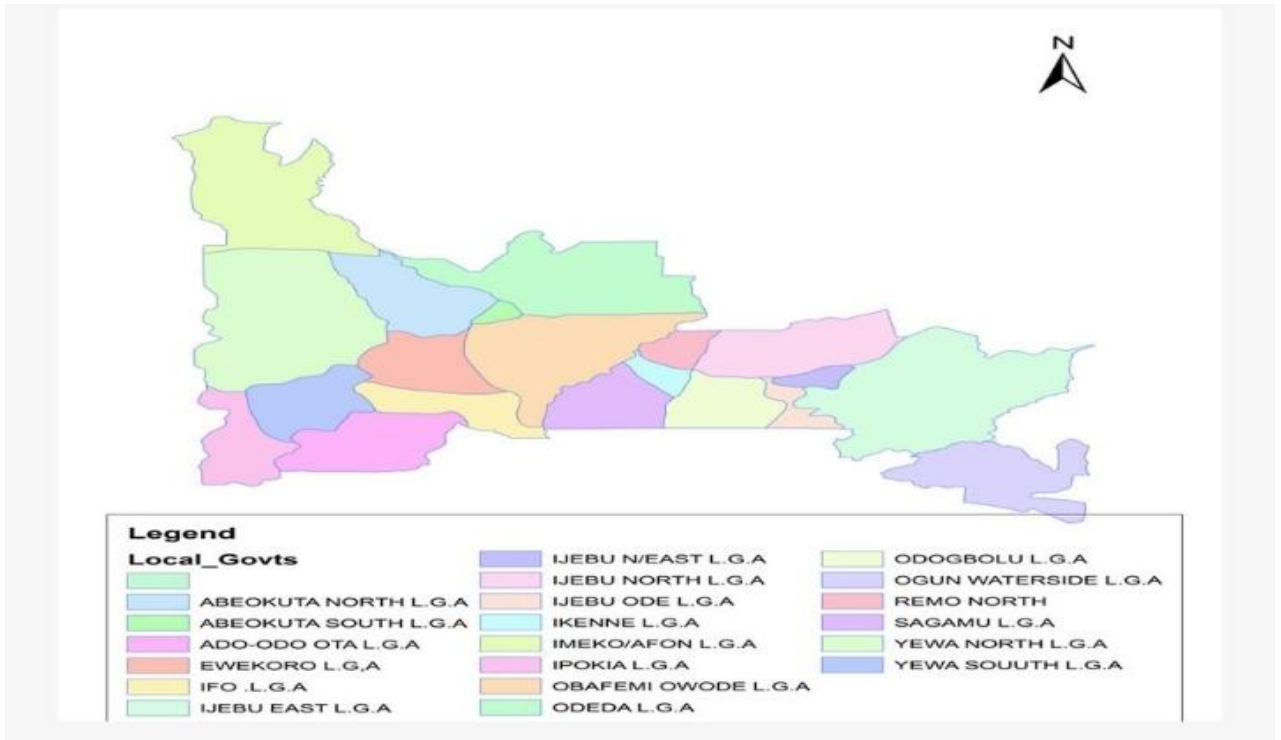 N
Legend
Local_Govts
ABEOKUTA NORTH L.G.A
ABEOKUTA SOUTH L.G.A
ADO-ODO OTA L.G.A
EWEKORO L.G,A
IFO .L.G.A
IJEBU EAST L.G.A
IJEBU N/EAST L.G.A
IJEBU NORTH L.G.A
IJEBU ODE L.G.A
IKENNE L.G.A
IMEKO/AFON L.G.A
IPOKIA L.G.A
OBAFEMI OWODE L.G.A
ODEDA L.G.A
ODOGBOLU L.G.A
OGUN WATERSIDE L.G.A
REMO NORTH
SAGAMU L.G.A
YEWA NORTH L.G.A
YEWA SOUUTH L.G.A